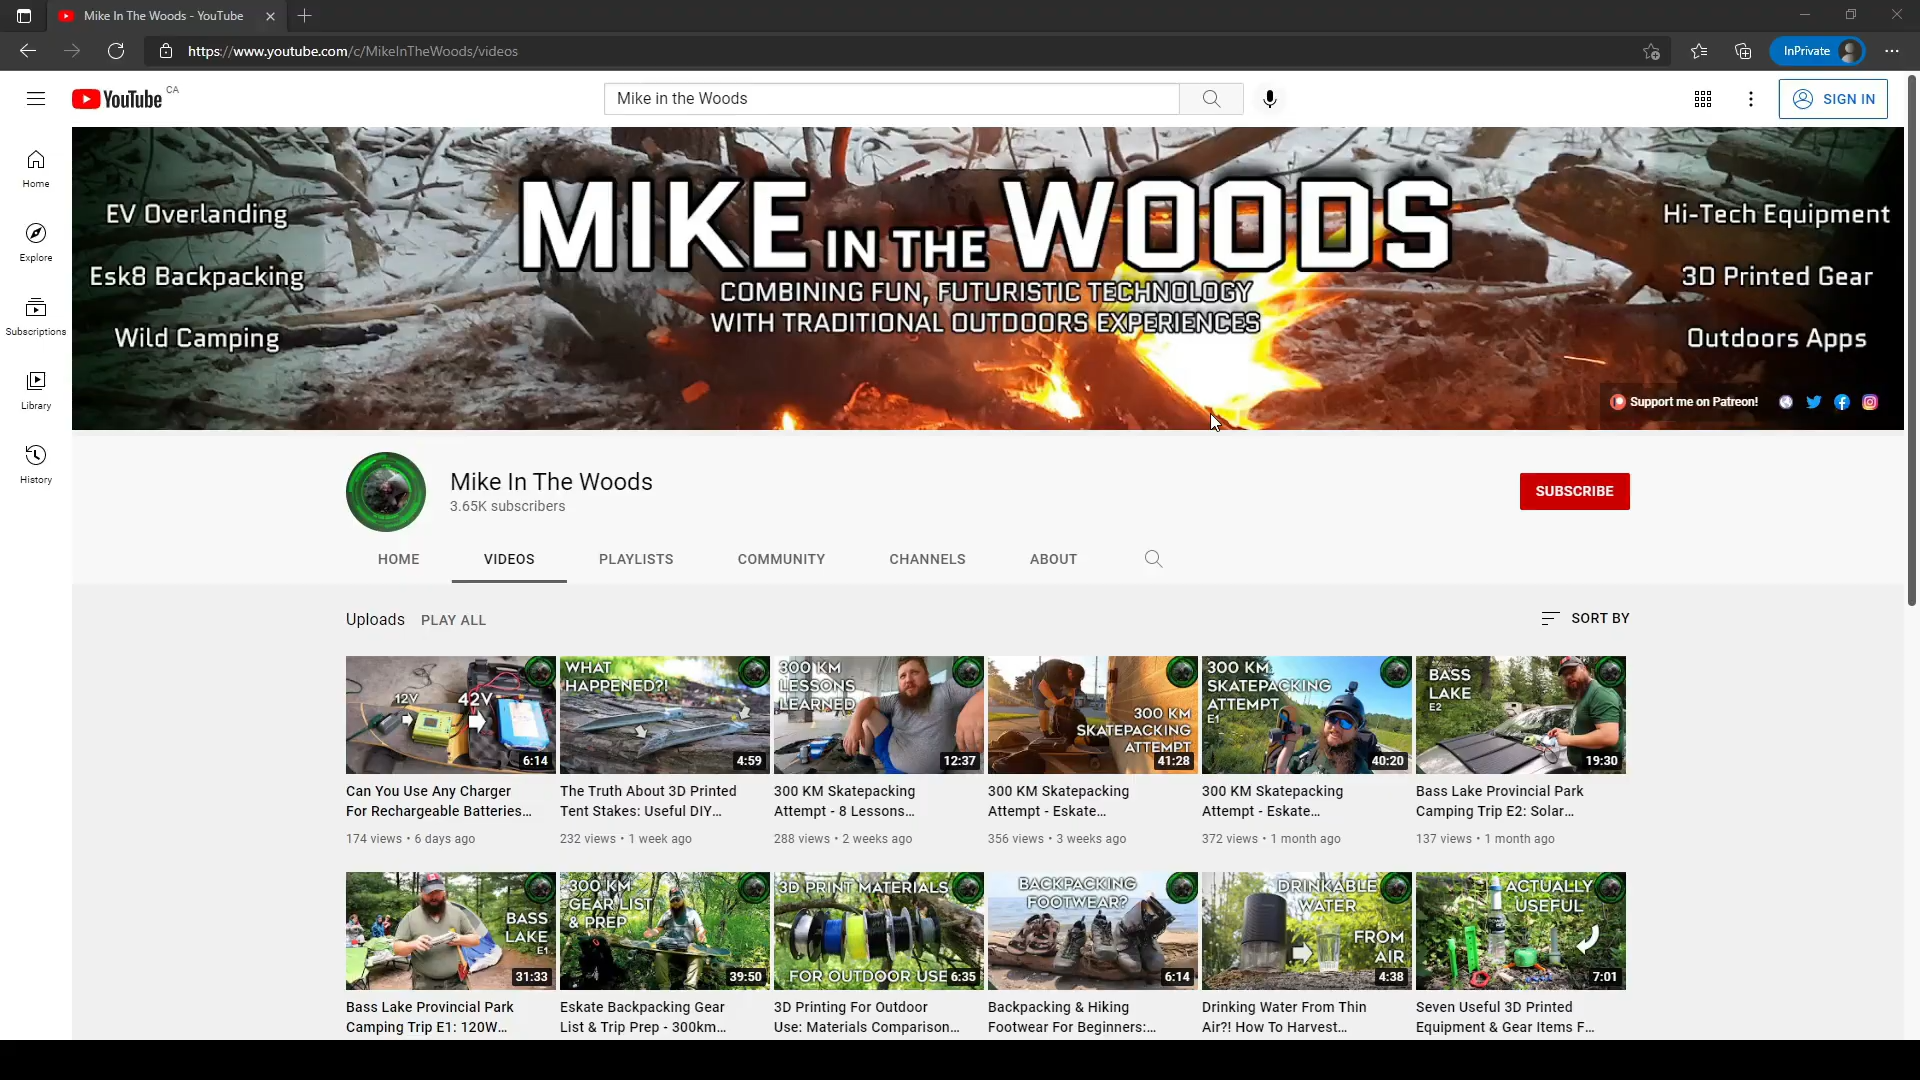 Mike In The Woods - YouTube
https://www.youtube.com/c/MikeInTheWoods/videos
InPrivate
YouTube CA
Mike in the Woods
SIGN IN
Home
Explore
Subscriptions
Library
History
EV Overlanding
Esk8 Backpacking
Wild Camping
MIKE IN THE WOODS
COMBINING FUN, FUTURISTIC TECHNOLOGY
WITH TRADITIONAL OUTDOORS EXPERIENCES
Hi-Tech Equipment
3D Printed Gear
Outdoors Apps
Support me on Patreon!
Mike In The Woods
3.65K subscribers
SUBSCRIBE
HOME VIDEOS PLAYLISTS COMMUNITY CHANNELS ABOUT
Uploads PLAY ALL
SORT BY
12V
42V
6:14
Can You Use Any Charger
For Rechargeable Batteries...
174 views • 6 days ago
WHAT
HAPPENED?!
4:59
The Truth About 3D Printed
Tent Stakes: Useful DIY...
232 views • 1 week ago
300 KM
LESSONS
LEARNED
12:37
300 KM Skatepacking
Attempt - 8 Lessons...
288 views • 2 weeks ago
300 KM
SKATEPACKING
ATTEMPT
41:28
300 KM Skatepacking
Attempt - Eskate...
356 views • 3 weeks ago
300 KM
SKATEPACKING
ATTEMPT
E1
40:20
300 KM Skatepacking
Attempt - Eskate...
372 views • 1 month ago
BASS
LAKE
E2
19:30
Bass Lake Provincial Park
Camping Trip E2: Solar...
137 views • 1 month ago
BASS
LAKE
E1
31:33
Bass Lake Provincial Park
Camping Trip E1: 120W...
300 KM
GEAR LIST
& PREP
39:50
Eskate Backpacking Gear
List & Trip Prep - 300km...
3D PRINT MATERIALS
FOR OUTDOOR USE
6:35
3D Printing For Outdoor
Use: Materials Comparison...
BACKPACKING
FOOTWEAR?
6:14
Backpacking & Hiking
Footwear For Beginners:...
DRINKABLE
WATER
FROM
AIR
4:38
Drinking Water From Thin
Air?! How To Harvest...
ACTUALLY
USEFUL
7:01
Seven Useful 3D Printed
Equipment & Gear Items F...